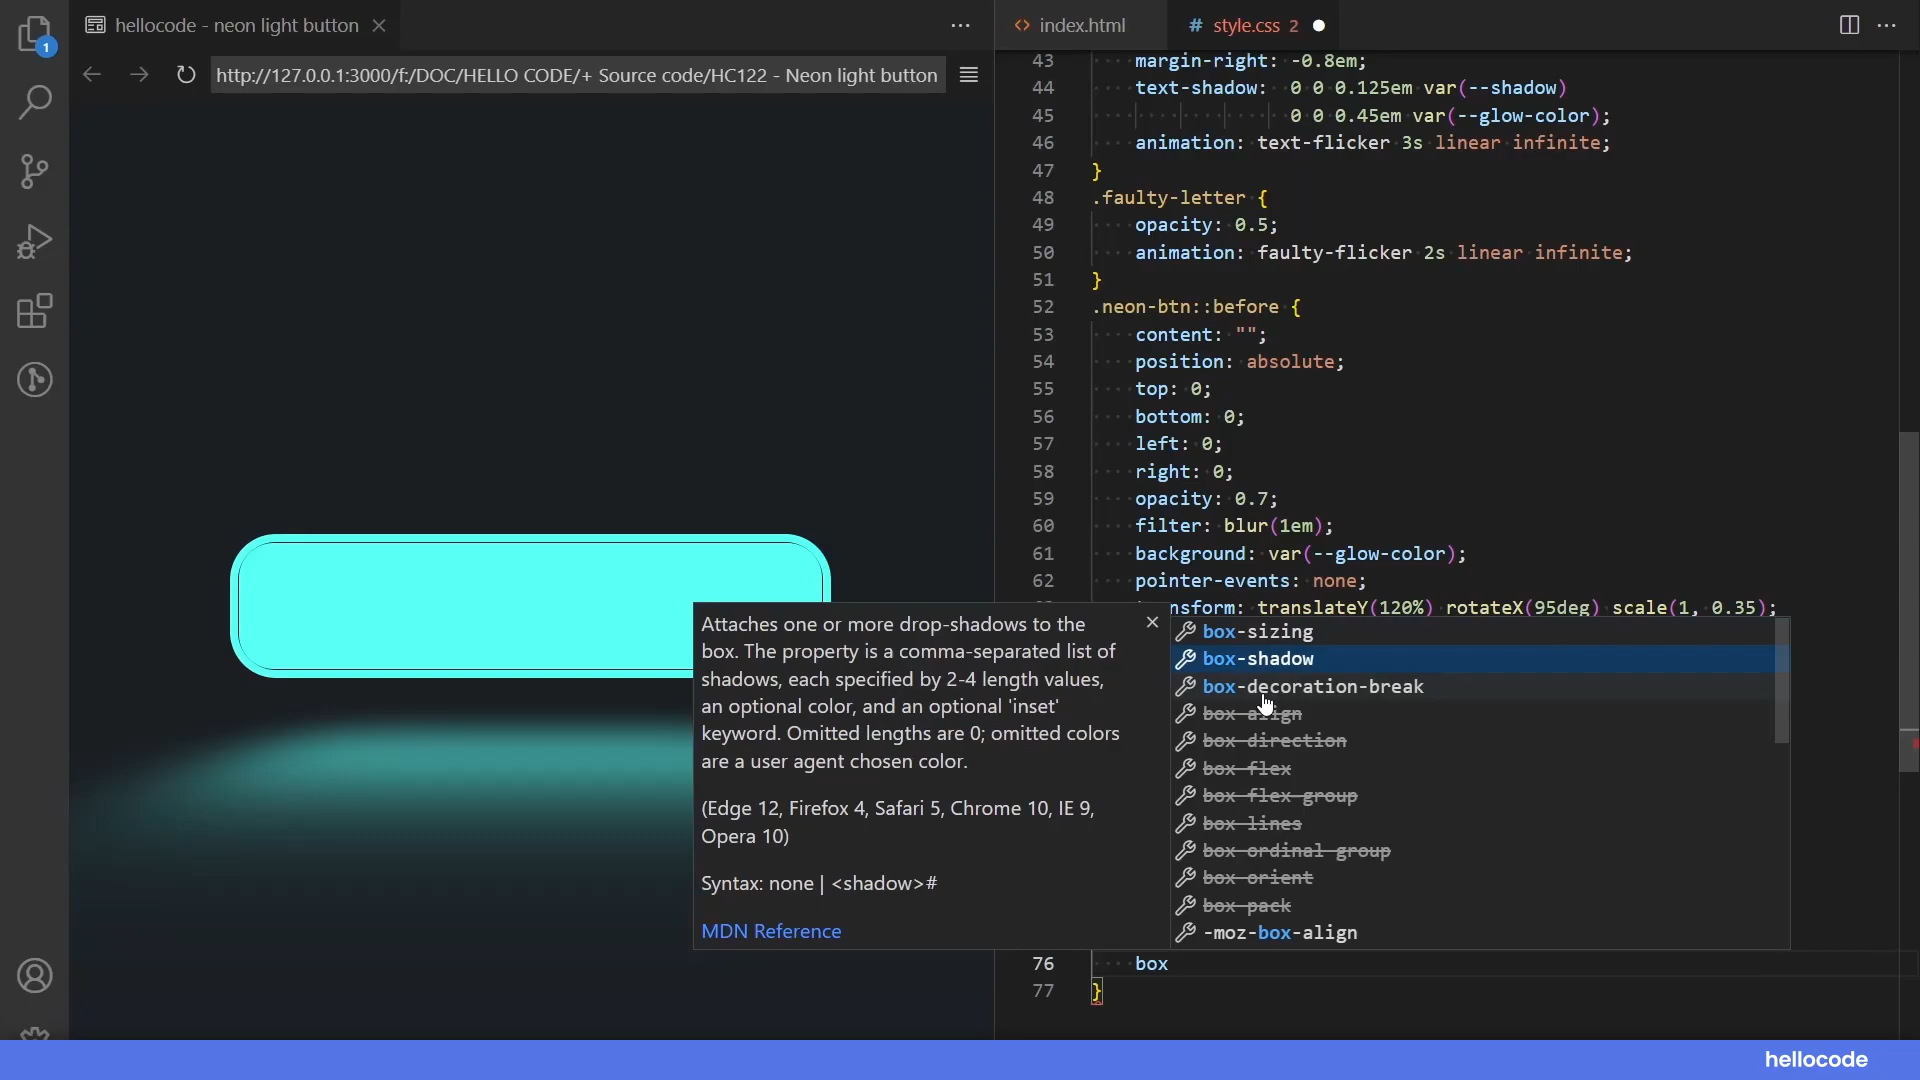 1
hellocode - neon light button
http://127.0.0.1:3000/f:/DOC/HELLO CODE/+ Source code/HC122 - Neon light button
index.html
# style.css 2
43 margin-right: -0.8em;
44 text-shadow: 0 0 0.125em var(--shadow)
45 0 0 0.45em var(--glow-color);
46 animation: text-flicker 3s linear infinite;
47 }
48 .faulty-letter {
49 opacity: 0.5;
50 animation: faulty-flicker 2s linear infinite;
51 }
52 .neon-btn::before {
53 content: "";
54 position: absolute;
55 top: 0;
56 bottom: 0;
57 left: 0;
58 right: 0;
59 opacity: 0.7;
60 filter: blur(1em);
61 background: var(--glow-color);
62 pointer-events: none;
nsform: translateY(120%) rotateX(95deg) scale(1, 0.35);
Attaches one or more drop-shadows to the
box. The property is a comma-separated list of
shadows, each specified by 2-4 length values,
an optional color, and an optional 'inset'
keyword. Omitted lengths are 0; omitted colors
are a user agent chosen color.
(Edge 12, Firefox 4, Safari 5, Chrome 10, IE 9,
Opera 10)
Syntax: none | <shadow>#
MDN Reference
box-sizing
box-shadow
box-decoration-break
box-align
box-direction
box-flex
box-flex-group
box-lines
box-ordinal-group
box-orient
box-pack
-moz-box-align
76 box
77 }
hellocode